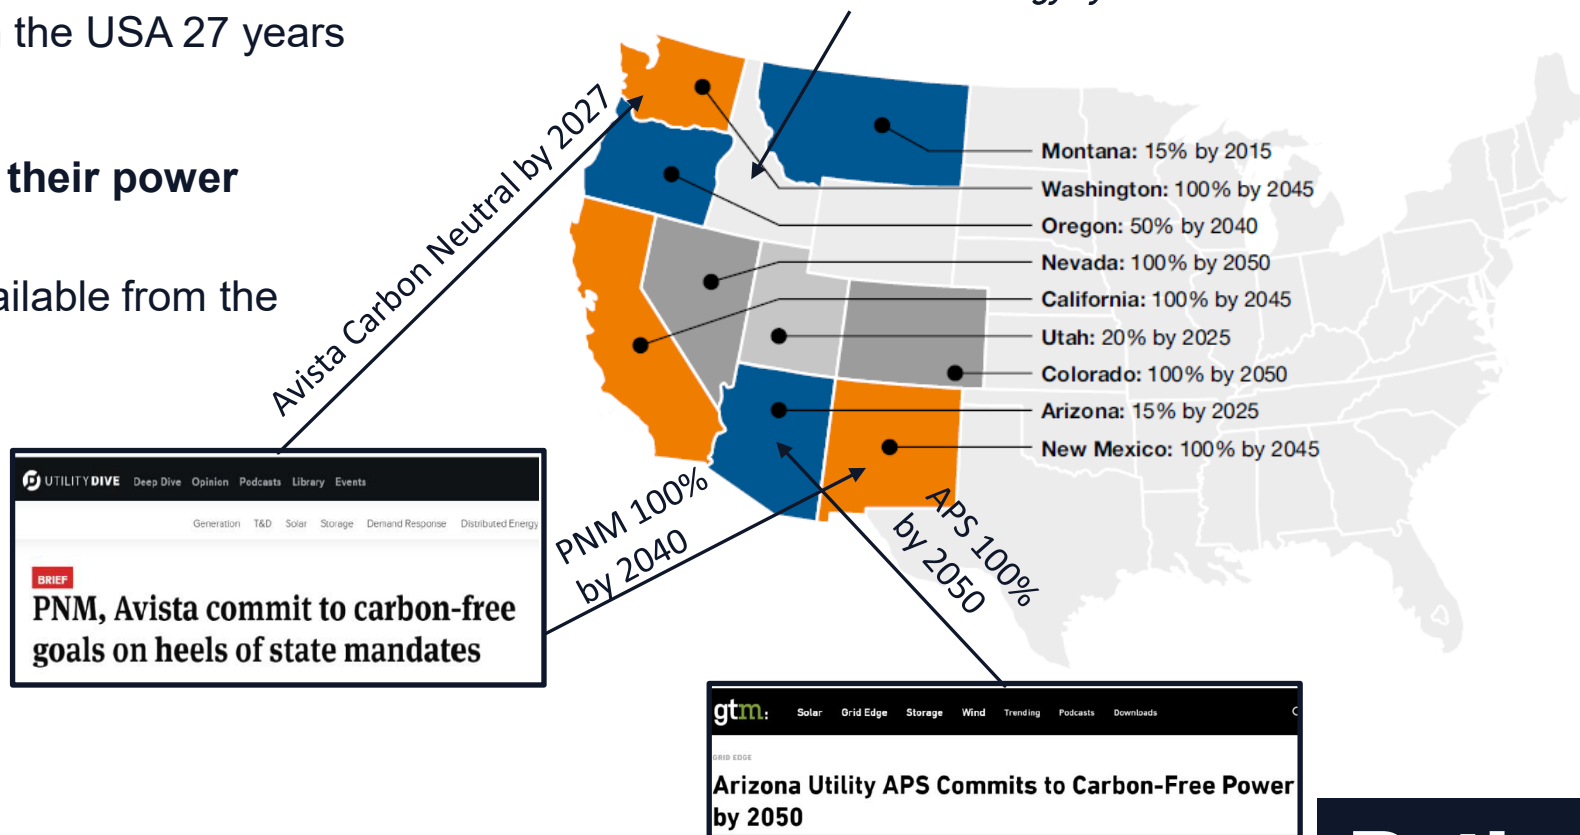 the USA 27 years
their power
ailable from the
Avista Carbon Neutral by 2027
Montana: 15% by 2015
Washington: 100% by 2045
Oregon: 50% by 2040
Nevada: 100% by 2050
California: 100% by 2045
Utah: 20% by 2025
Colorado: 100% by 2050
Arizona: 15% by 2025
New Mexico: 100% by 2045
PNM 100%
by 2040
APS 100%
by 2050
UTILITY DIVE Deep Dive Opinion Podcasts Library Events
Generation T&D Solar Storage Demand Response Distributed Energy
BRIEF
PNM, Avista commit to carbon-free
goals on heels of state mandates
gtm: Solar Grid Edge Storage Wind Trending Podcasts Downloads
GRID EDGE
Arizona Utility APS Commits to Carbon-Free Power
by 2050